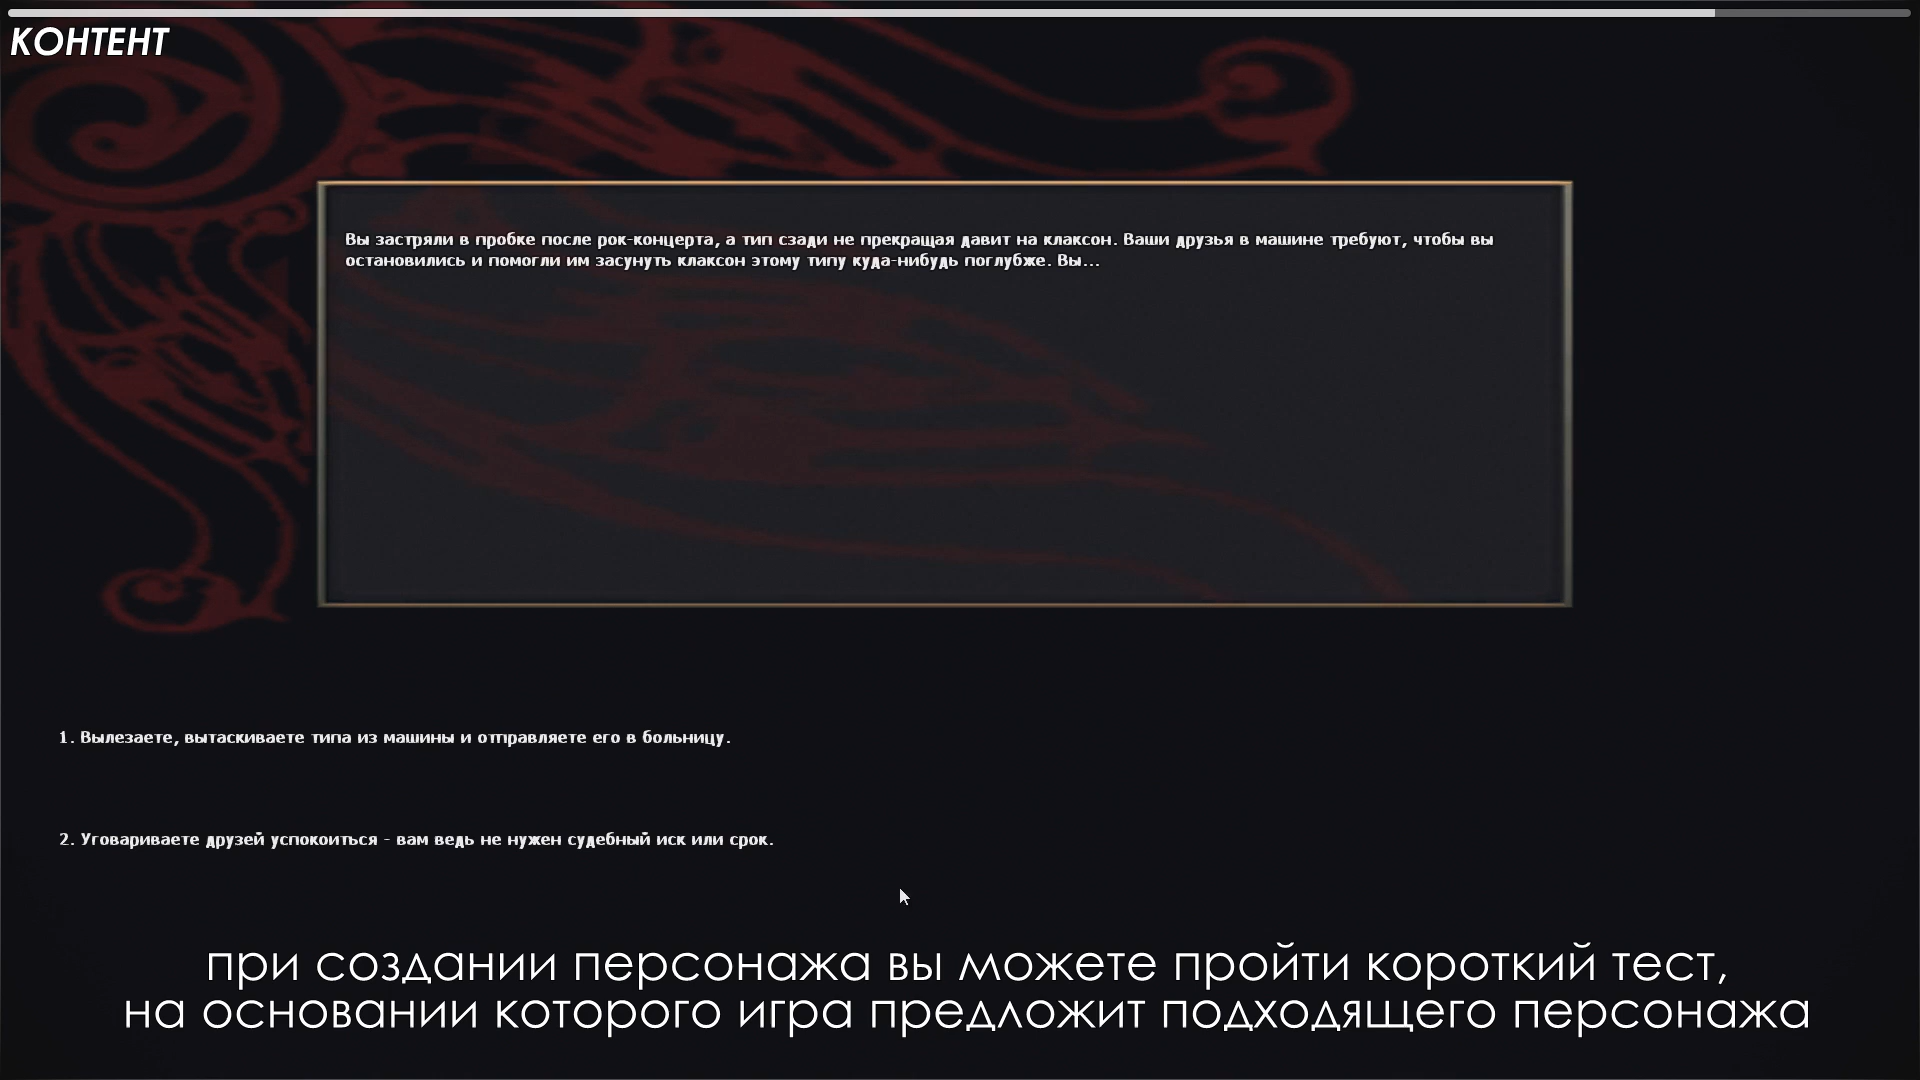 КОНТЕНТ
Вы застряли в пробке после рок-концерта, а тип сзади не прекращая давит на клаксон. Ваши друзья в машине требуют, чтобы вы
остановились и помогли им засунуть клаксон этому типу куда-нибудь поглубже. Вы...
1. Вылезаете, вытаскиваете типа из машины и отправляете его в больницу.
2. Уговариваете друзей успокоиться - вам ведь не нужен судебный иск или срок.
при создании персонажа вы можете пройти короткий тест,
на основании которого игра предложит подходящего персонажа